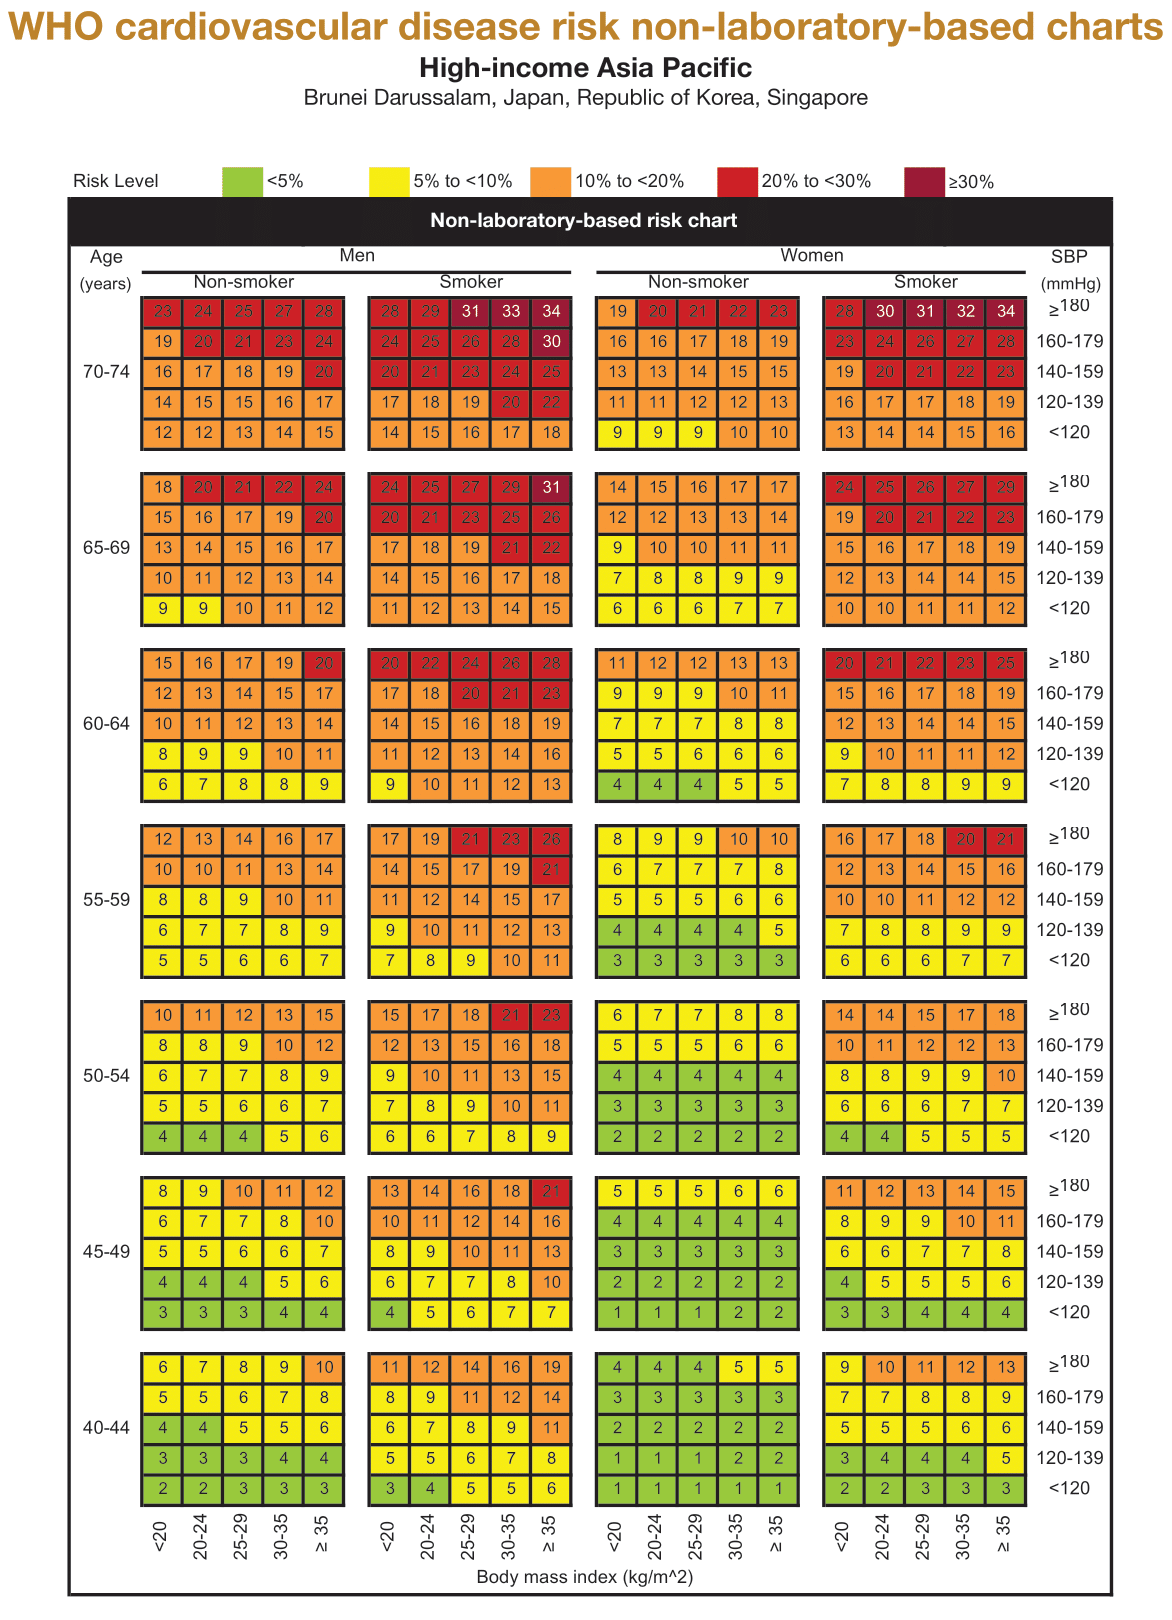 WHO cardiovascular disease risk non-laboratory-based charts
High-income Asia Pacific
Brunei Darussalam, Japan, Republic of Korea, Singapore
Risk Level <5% 5% to <10% 10% to <20% 20% to <30% ≥30%
Non-laboratory-based risk chart
Age Men Women SBP
(years) Non-smoker Smoker Non-smoker Smoker (mmHg)
23 24 25 27 28 28 29 31 33 34 19 20 21 22 23 28 30 31 32 34 ≥180
19 20 21 23 24 24 25 26 28 30 16 16 17 18 19 23 24 26 27 28 160-179
70-74 16 17 18 19 20 20 21 23 24 25 13 13 14 15 15 19 20 21 22 23 140-159
14 15 15 16 17 17 18 19 20 22 11 11 12 12 13 16 17 17 18 19 120-139
12 12 13 14 15 14 15 16 17 18 9 9 9 10 10 13 14 14 15 16 <120
18 20 21 22 24 24 25 27 29 31 14 15 16 17 17 24 25 26 27 29 ≥180
15 16 17 19 20 20 21 23 25 26 12 12 13 13 14 19 20 21 22 23 160-179
65-69 13 14 15 16 17 17 18 19 21 22 9 10 10 11 11 15 16 17 18 19 140-159
10 11 12 13 14 14 15 16 17 18 7 8 8 9 9 12 13 14 14 15 120-139
9 9 10 11 12 11 12 13 14 15 6 6 6 7 7 10 10 11 11 12 <120
15 16 17 19 20 20 22 24 26 28 11 12 12 13 13 20 21 22 23 25 ≥180
12 13 14 15 17 17 18 20 21 23 9 9 9 10 11 15 16 17 18 19 160-179
60-64 10 11 12 13 14 14 15 16 18 19 7 7 7 8 8 12 13 14 14 15 140-159
8 9 9 10 11 11 12 13 14 16 5 5 6 6 6 9 10 11 11 12 120-139
6 7 8 8 9 9 10 11 12 13 4 4 4 5 5 7 8 8 9 9 <120
12 13 14 16 17 17 19 21 23 26 8 9 9 10 10 16 17 18 20 21 ≥180
10 10 11 13 14 14 15 17 19 21 6 7 7 7 8 12 13 14 15 16 160-179
55-59 8 8 9 10 11 11 12 14 15 17 5 5 5 6 6 10 10 11 12 12 140-159
6 7 7 8 9 9 10 11 12 13 4 4 4 4 5 7 8 8 9 9 120-139
5 5 6 6 7 7 8 9 10 11 3 3 3 3 3 6 6 6 7 7 <120
10 11 12 13 15 15 17 18 21 23 6 7 7 8 8 14 14 15 17 18 ≥180
8 8 9 10 12 12 13 15 16 18 5 5 5 6 6 10 11 12 12 13 160-179
50-54 6 7 7 8 9 9 10 11 13 15 4 4 4 4 4 8 8 9 9 10 140-159
5 5 6 6 7 7 8 9 10 11 3 3 3 3 3 6 6 6 7 7 120-139
4 4 4 5 6 6 6 7 8 9 2 2 2 2 2 4 4 5 5 5 <120
8 9 10 11 12 13 14 16 18 21 5 5 5 6 6 11 12 13 14 15 ≥180
6 7 7 8 10 10 11 12 14 16 4 4 4 4 4 8 9 9 10 11 160-179
45-49 5 5 6 6 7 8 9 10 11 13 3 3 3 3 3 6 6 7 7 8 140-159
4 4 4 5 6 6 7 7 8 10 2 2 2 2 2 4 5 5 5 6 120-139
3 3 3 4 4 4 5 6 7 7 1 1 1 2 2 3 3 4 4 4 <120
6 7 8 9 10 11 12 14 16 19 4 4 4 5 5 9 10 11 12 13 ≥180
5 5 6 7 8 8 9 11 12 14 3 3 3 3 3 7 7 8 8 9 160-179
40-44 4 4 5 5 6 6 7 8 9 11 2 2 2 2 2 5 5 5 6 6 140-159
3 3 3 4 4 5 5 6 7 8 1 1 1 2 2 3 4 4 4 5 120-139
2 2 3 3 3 3 4 5 5 6 1 1 1 1 1 2 2 3 3 3 <120
<20 20-24 25-29 30-35 ≥ 35 <20 20-24 25-29 30-35 ≥ 35 <20 20-24 25-29 30-35 ≥ 35 <20 20-24 25-29 30-35 ≥ 35
Body mass index (kg/m^2)